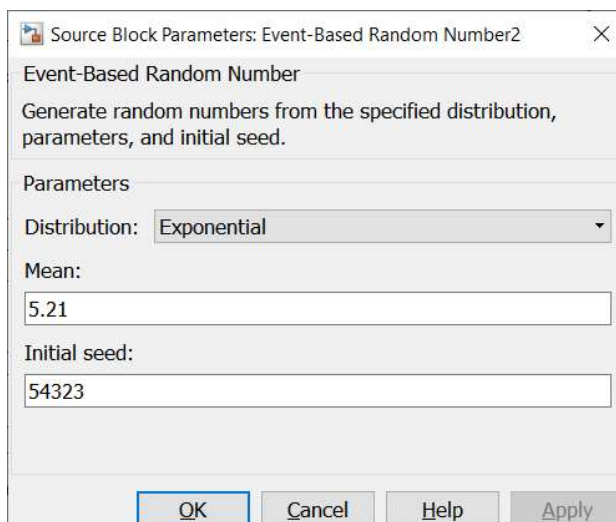 Source Block Parameters: Event-Based Random Number2
Event-Based Random Number
Generate random numbers from the specified distribution,
parameters, and initial seed.
Parameters
Distribution: Exponential
Mean:
5.21
Initial seed:
54323
OK Cancel Help Apply